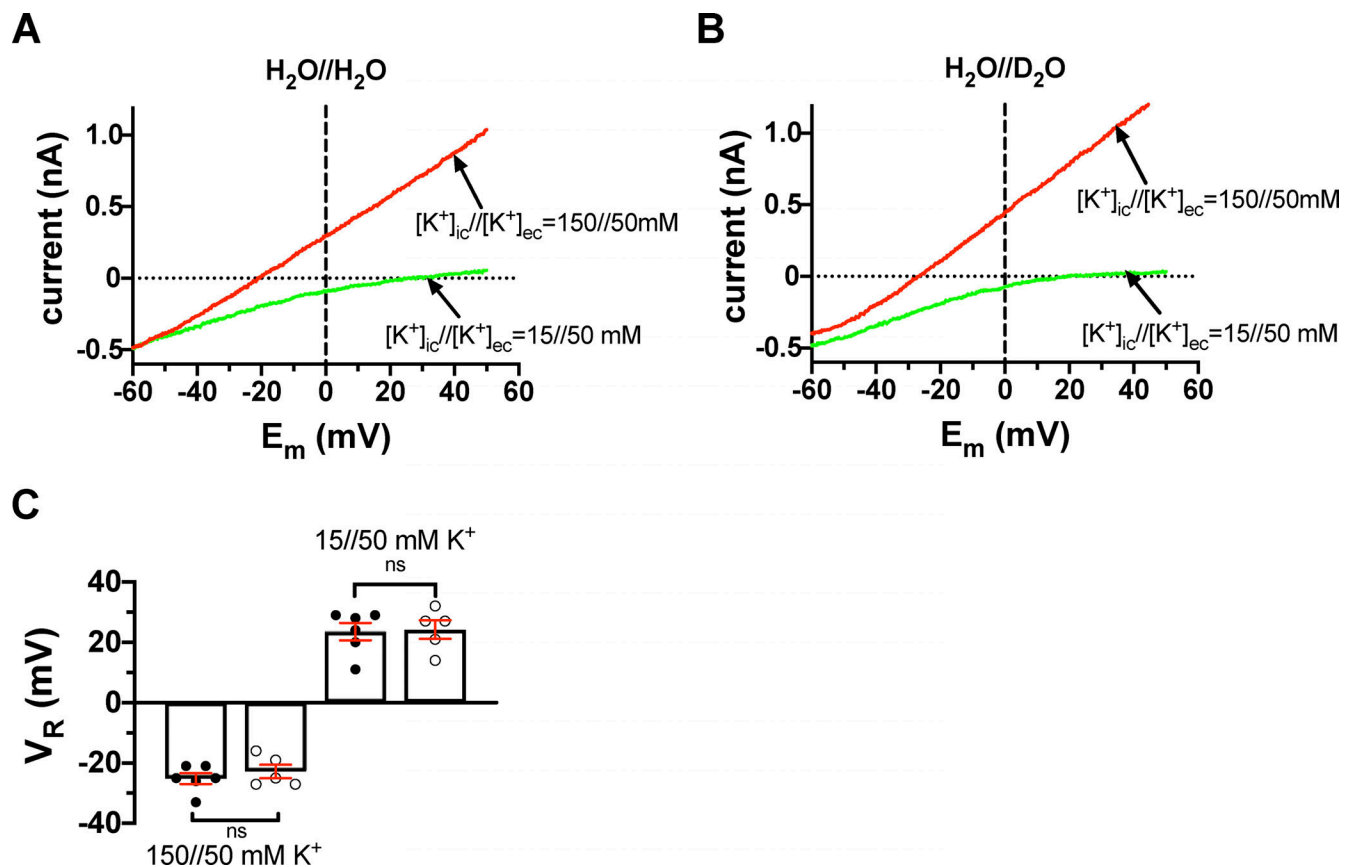 A
H₂O//H₂O
1.0
0.5
0
-0.5
current (nA)
[K⁺]ic//[K⁺]ec=150//50mM
[K⁺]ic//[K⁺]ec=15//50 mM
-60 -40 -20 0 20 40 60
Em (mV)
B
H₂O//D₂O
1.0
0.5
0
-0.5
current (nA)
[K⁺]ic//[K⁺]ec=150//50mM
[K⁺]ic//[K⁺]ec=15//50 mM
-60 -40 -20 0 20 40 60
Em (mV)
C
15//50 mM K⁺
ns
40
20
0
-20
-40
VR (mV)
ns
150//50 mM K⁺